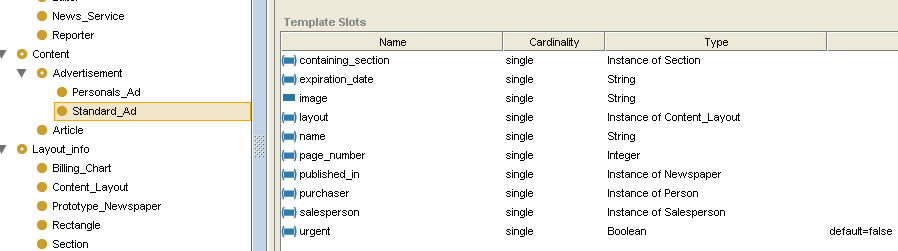 News_Service
Reporter
Content
Advertisement
Personals_Ad
Standard_Ad
Article
Layout_info
Billing_Chart
Content_Layout
Prototype_Newspaper
Rectangle
Section
Template Slots
Name Cardinality Type
containing_section single Instance of Section
expiration_date single String
image single String
layout single Instance of Content_Layout
name single String
page_number single Integer
published_in single Instance of Newspaper
purchaser single Instance of Person
salesperson single Instance of Salesperson
urgent single Boolean default=false